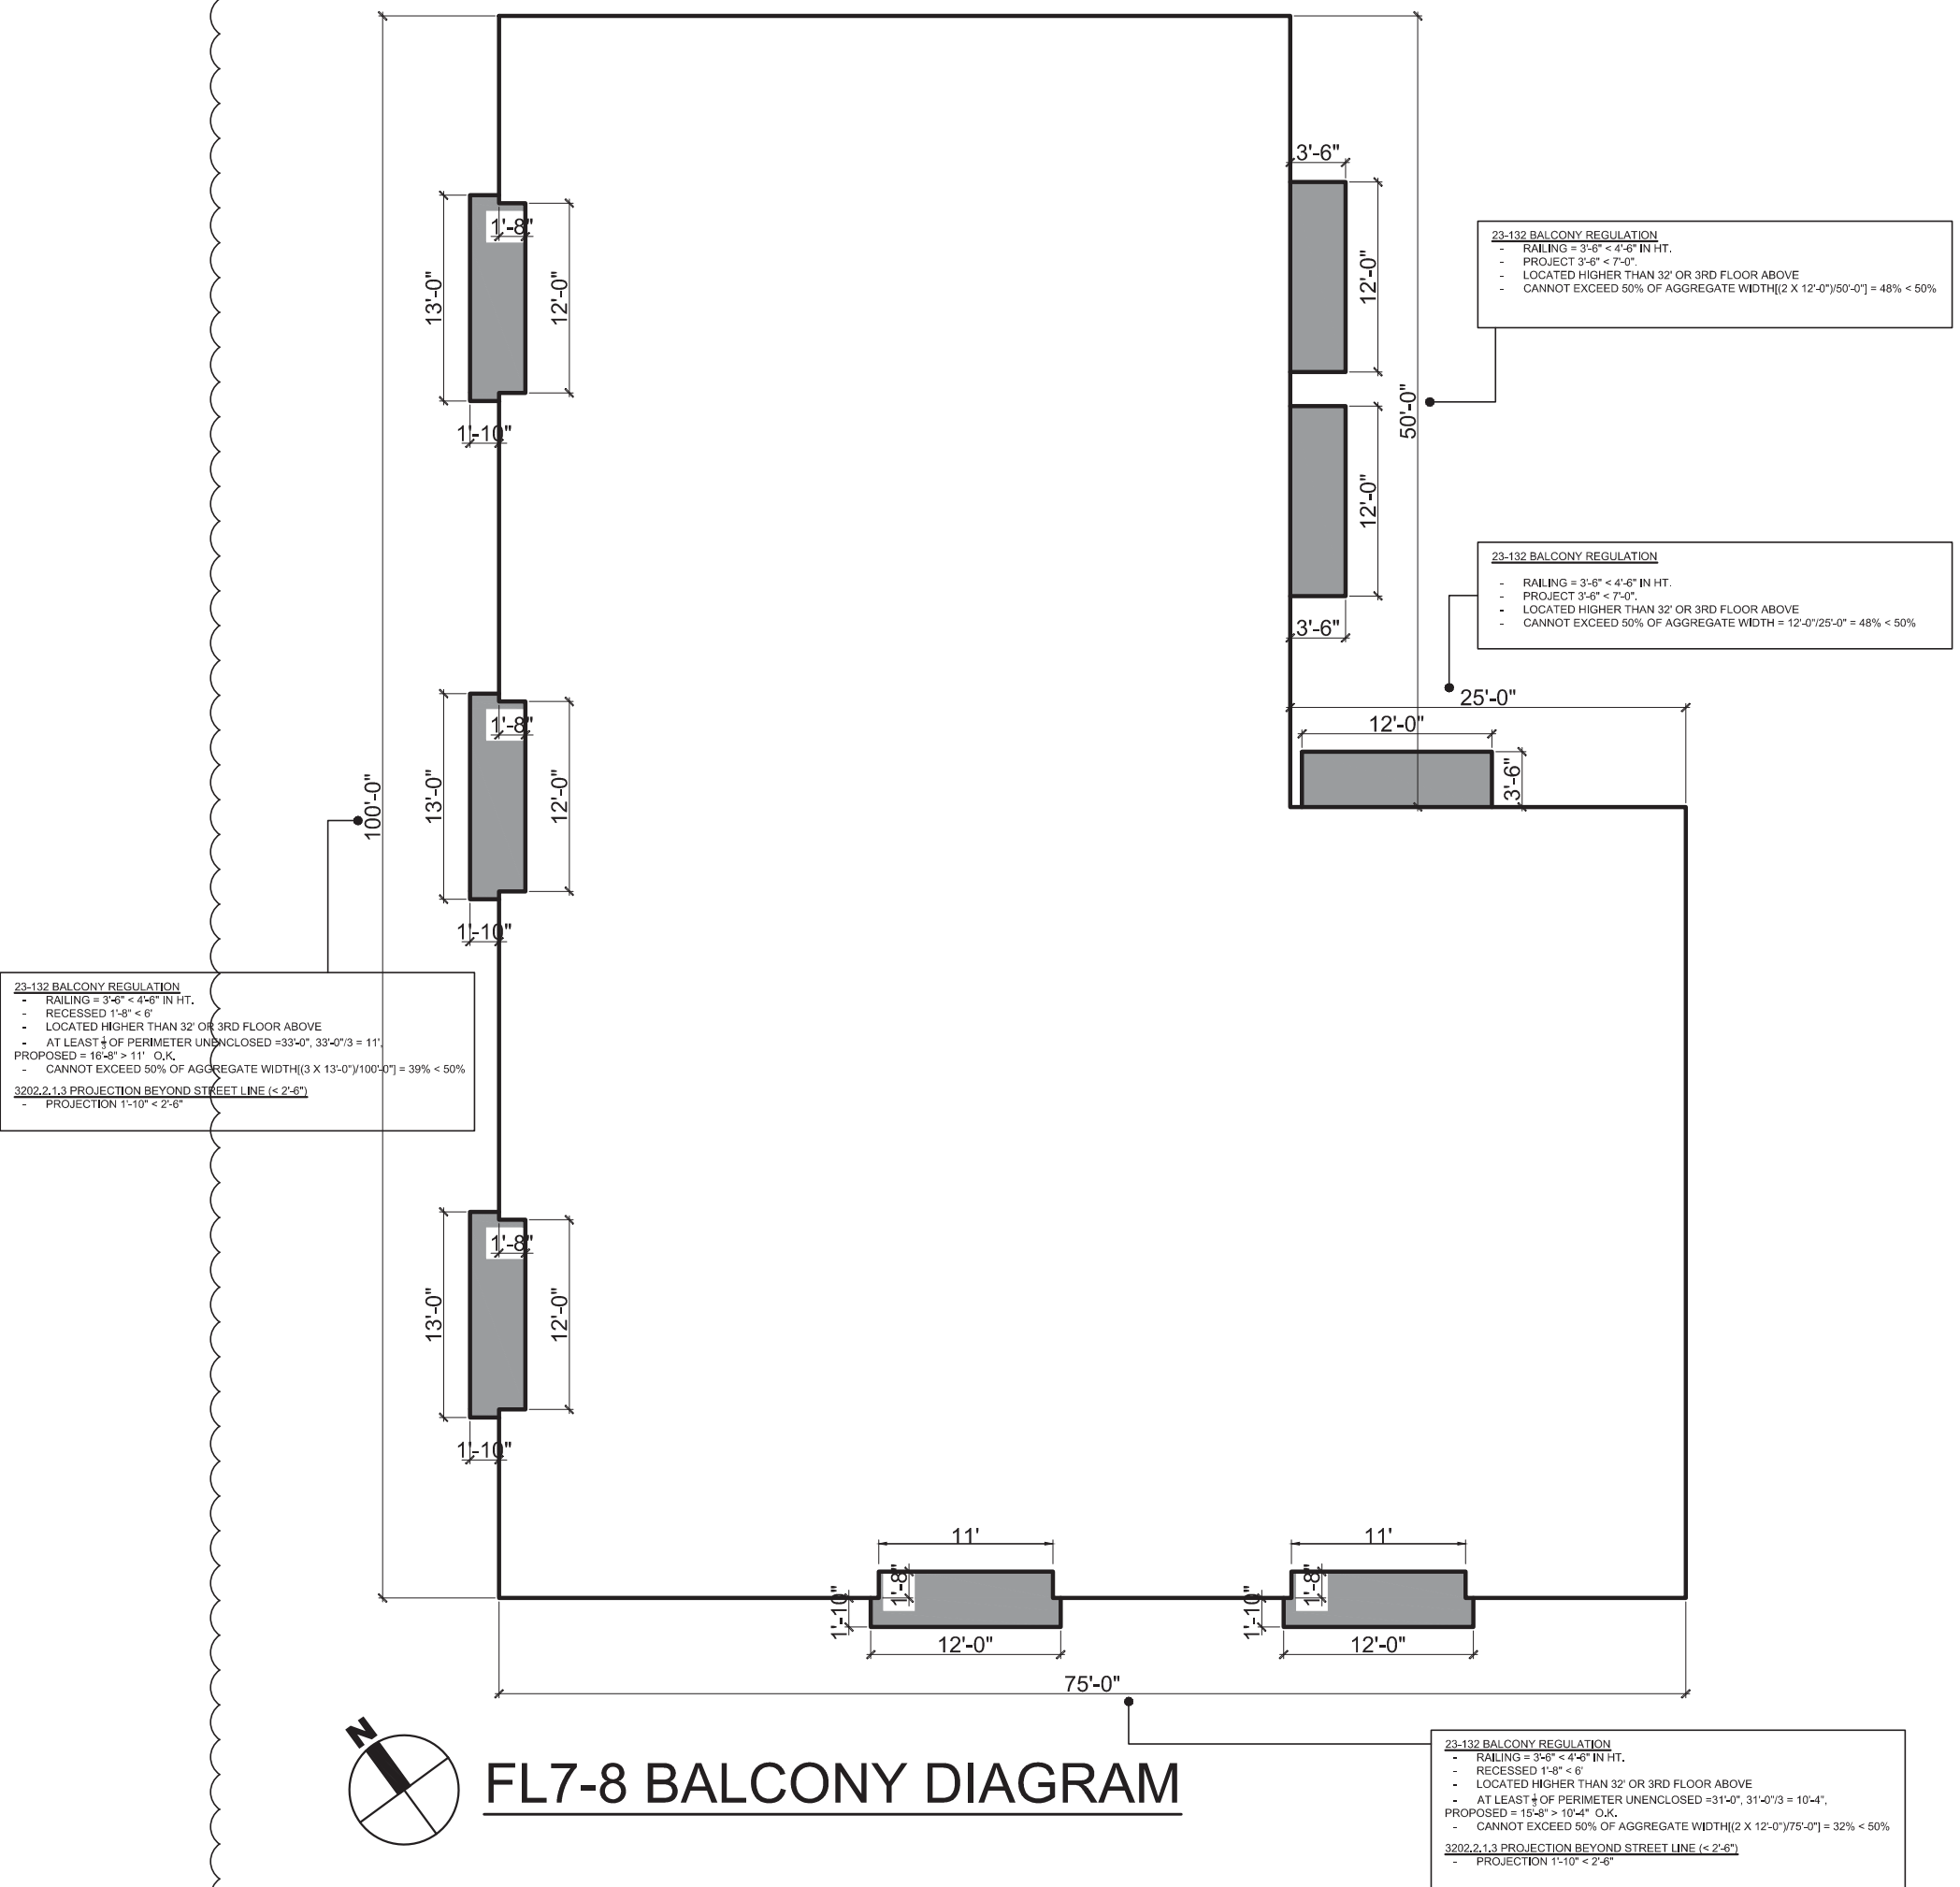 3'-6"
1'-8"
13'-0"
12'-0"
12'-0"
1'-10"
50'-0"
23-132 BALCONY REGULATION
- RAILING = 3'-6" < 4'-6" IN HT.
- PROJECT 3'-6" < 7'-0".
- LOCATED HIGHER THAN 32' OR 3RD FLOOR ABOVE
- CANNOT EXCEED 50% OF AGGREGATE WIDTH[(2 X 12'-0")/50'-0"] = 48% < 50%
12'-0"
3'-6"
23-132 BALCONY REGULATION
- RAILING = 3'-6" < 4'-6" IN HT.
- PROJECT 3'-6" < 7'-0".
- LOCATED HIGHER THAN 32' OR 3RD FLOOR ABOVE
- CANNOT EXCEED 50% OF AGGREGATE WIDTH = 12'-0"/25'-0" = 48% < 50%
25'-0"
12'-0"
3'-6"
1'-8"
13'-0"
12'-0"
100'-0"
1'-10"
23-132 BALCONY REGULATION
- RAILING = 3'-6" < 4'-6" IN HT.
- RECESSED 1'-8" < 6'
- LOCATED HIGHER THAN 32' OR 3RD FLOOR ABOVE
- AT LEAST 1/3 OF PERIMETER UNENCLOSED =33'-0", 33'-0"/3 = 11',
PROPOSED = 16'-8" > 11' O.K.
- CANNOT EXCEED 50% OF AGGREGATE WIDTH[(3 X 13'-0")/100'-0"] = 39% < 50%
3202.2.1.3 PROJECTION BEYOND STREET LINE (< 2'-6")
- PROJECTION 1'-10" < 2'-6"
1'-8"
13'-0"
12'-0"
1'-10"
11'
11'
1'-8"
1'-8"
1'-10"
1'-10"
12'-0"
12'-0"
75'-0"
N
FL7-8 BALCONY DIAGRAM
23-132 BALCONY REGULATION
- RAILING = 3'-6" < 4'-6" IN HT.
- RECESSED 1'-8" < 6'
- LOCATED HIGHER THAN 32' OR 3RD FLOOR ABOVE
- AT LEAST 1/3 OF PERIMETER UNENCLOSED =31'-0", 31'-0"/3 = 10'-4",
PROPOSED = 15'-8" > 10'-4" O.K.
- CANNOT EXCEED 50% OF AGGREGATE WIDTH[(2 X 12'-0")/75'-0"] = 32% < 50%
3202.2.1.3 PROJECTION BEYOND STREET LINE (< 2'-6")
- PROJECTION 1'-10" < 2'-6"